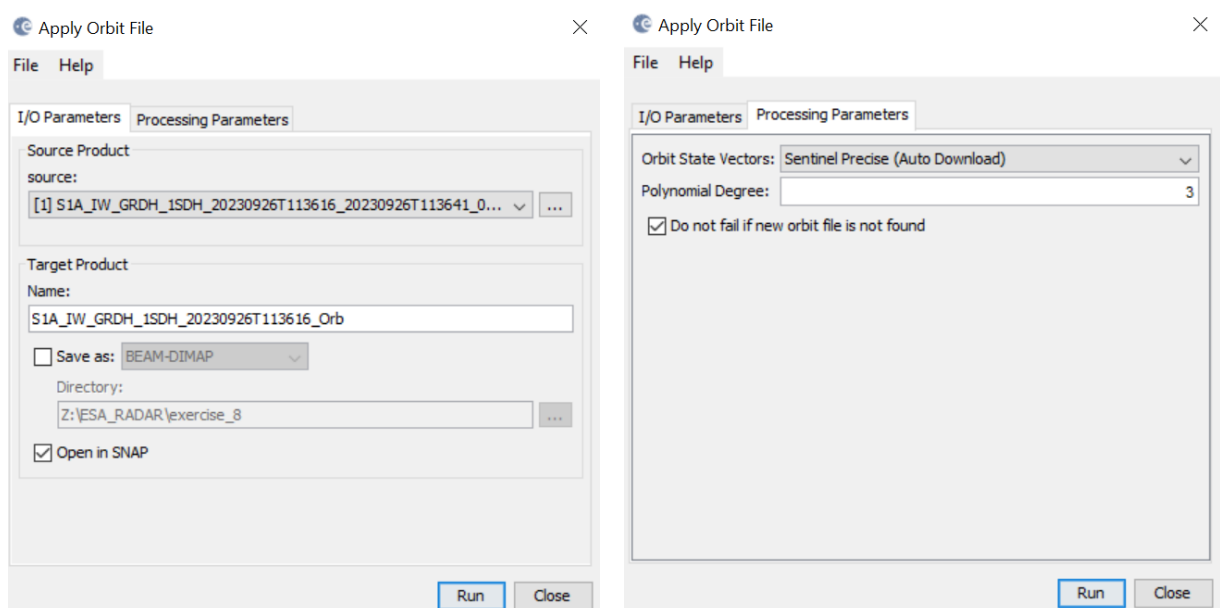 Apply Orbit File
File Help
I/O Parameters Processing Parameters
Source Product
source:
[1] S1A_IW_GRDH_1SDH_20230926T113616_20230926T113641_0... ...
Target Product
Name:
S1A_IW_GRDH_1SDH_20230926T113616_Orb
Save as: BEAM-DIMAP
Directory:
Z:\ESA_RADAR\exercise_8 ...
Open in SNAP
Run Close
Apply Orbit File
File Help
I/O Parameters Processing Parameters
Orbit State Vectors: Sentinel Precise (Auto Download)
Polynomial Degree: 3
Do not fail if new orbit file is not found
Run Close